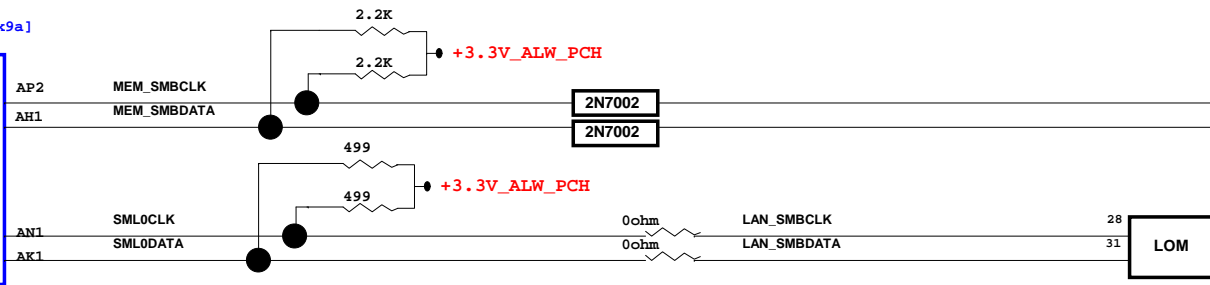 k9a]
2.2K
+3.3V_ALW_PCH
2.2K
AP2 MEM_SMBCLK 2N7002
AH1 MEM_SMBDATA 2N7002
499
+3.3V_ALW_PCH
499
AN1 SML0CLK 0ohm LAN_SMBCLK 28
AK1 SML0DATA 0ohm LAN_SMBDATA 31
LOM